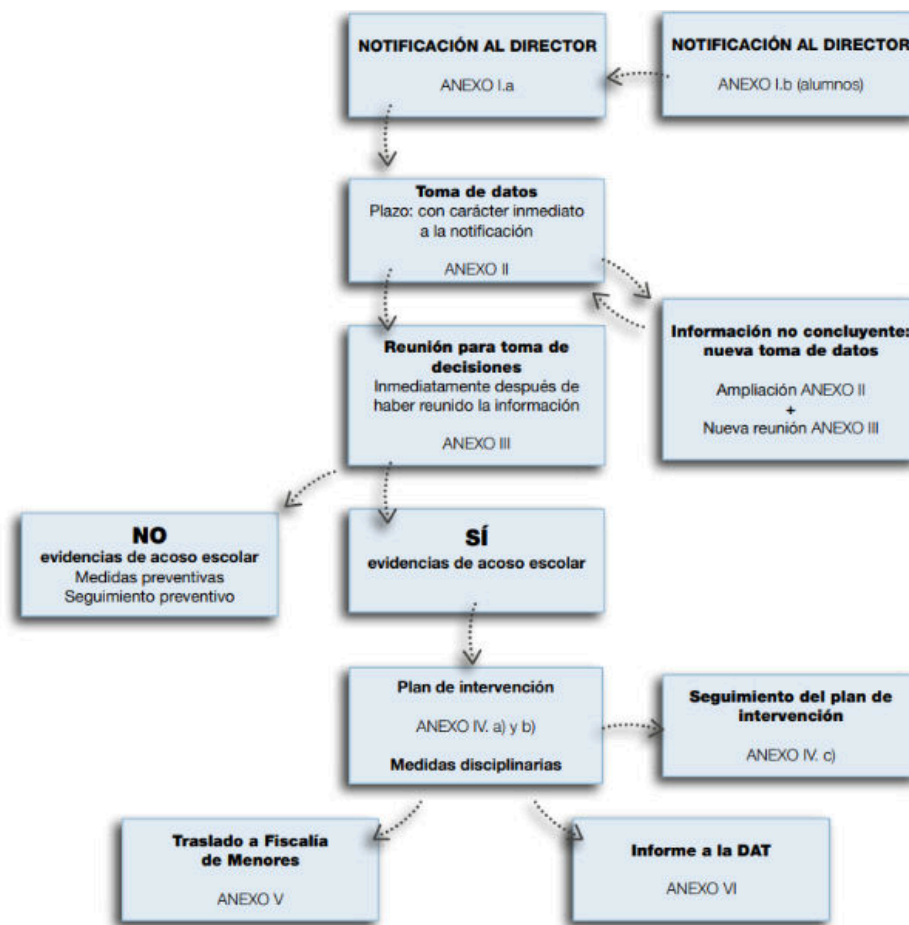 NOTIFICACIÓN AL DIRECTOR
ANEXO I.a
NOTIFICACIÓN AL DIRECTOR
ANEXO I.b (alumnos)
Toma de datos
Plazo: con carácter inmediato
a la notificación
ANEXO II
Información no concluyente:
nueva toma de datos
Ampliación ANEXO II
+
Nueva reunión ANEXO III
Reunión para toma de
decisiones
Inmediatamente después de
haber reunido la información
ANEXO III
NO
evidencias de acoso escolar
Medidas preventivas
Seguimiento preventivo
SÍ
evidencias de acoso escolar
Plan de intervención
ANEXO IV. a) y b)
Medidas disciplinarias
Seguimiento del plan de
intervención
ANEXO IV. c)
Traslado a Fiscalía
de Menores
ANEXO V
Informe a la DAT
ANEXO VI